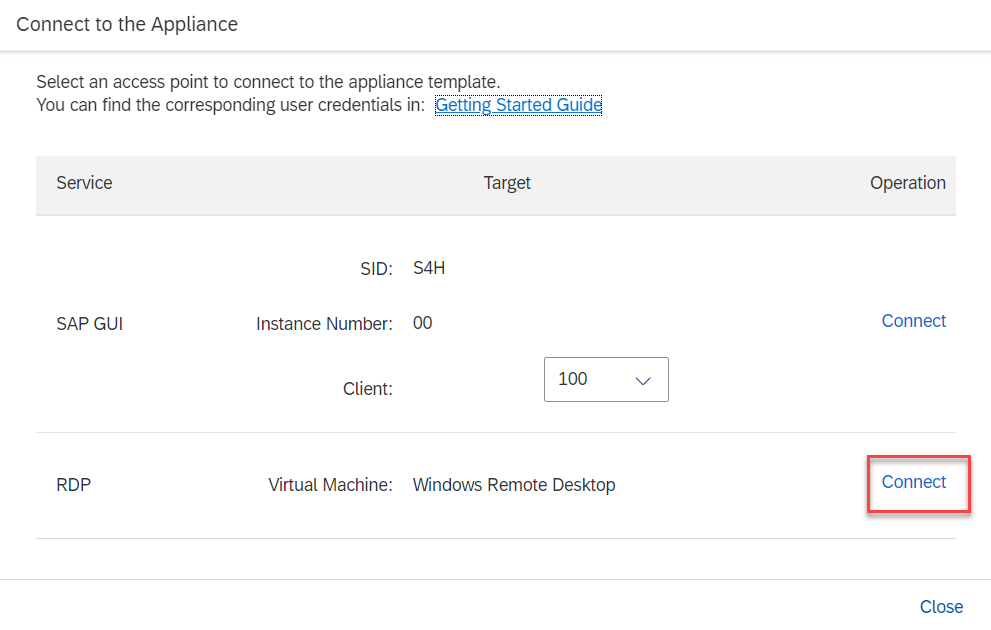 Connect to the Appliance
Select an access point to connect to the appliance template.
You can find the corresponding user credentials in: Getting Started Guide
Service Target Operation
SID: S4H
SAP GUI Instance Number: 00 Connect
Client: 100
RDP Virtual Machine: Windows Remote Desktop Connect
Close